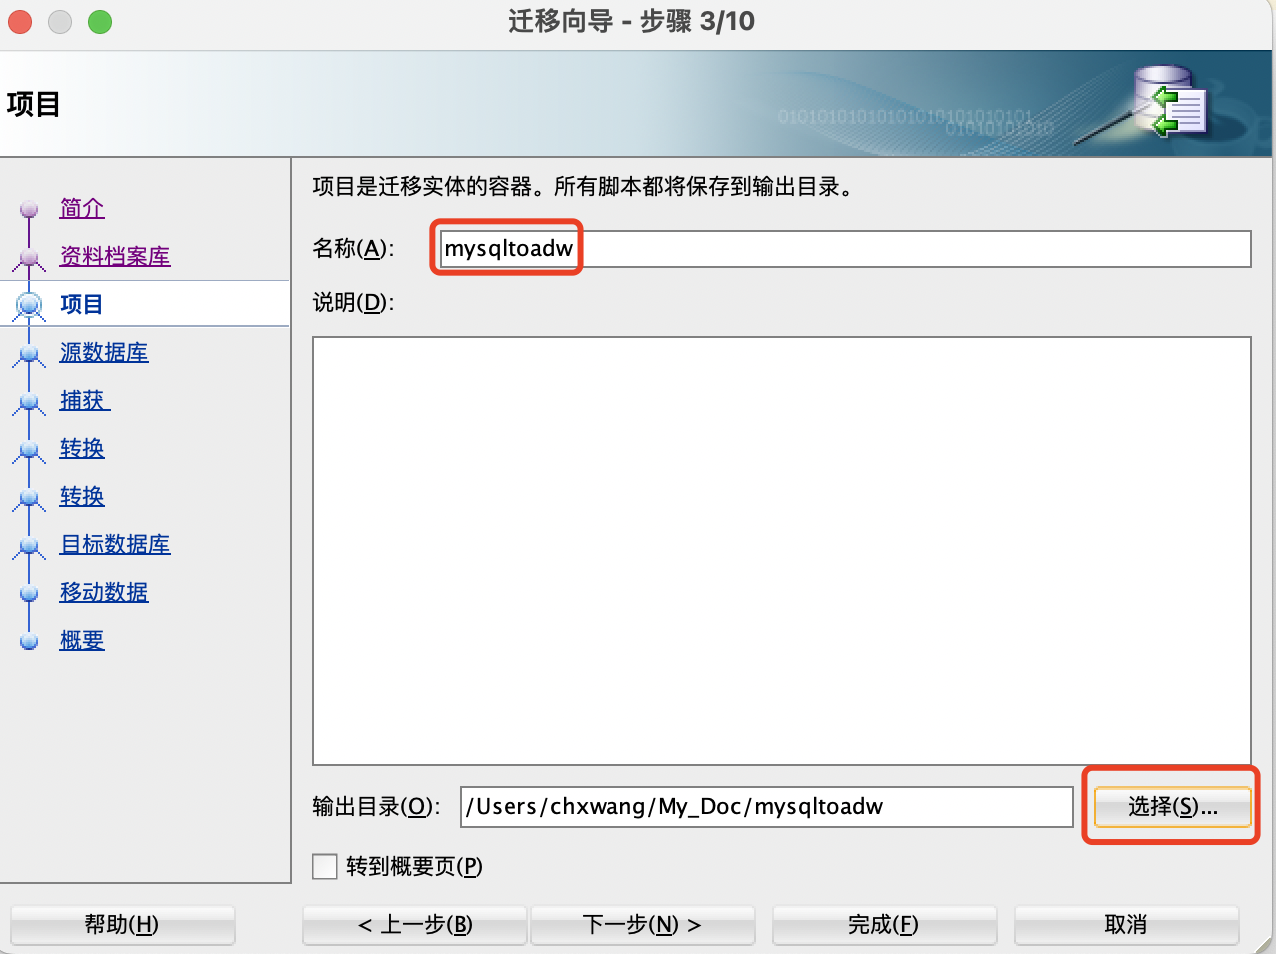 迁移向导 - 步骤 3/10
项目
01010101010101010101010101
01010101010
简介
资料档案库
项目
源数据库
捕获
转换
转换
目标数据库
移动数据
概要
项目是迁移实体的容器。所有脚本都将保存到输出目录。
名称(A): mysqltoadw
说明(D):
输出目录(O): /Users/chxwang/My_Doc/mysqltoadw 选择(S)...
转到概要页(P)
帮助(H) < 上一步(B) 下一步(N) > 完成(F) 取消